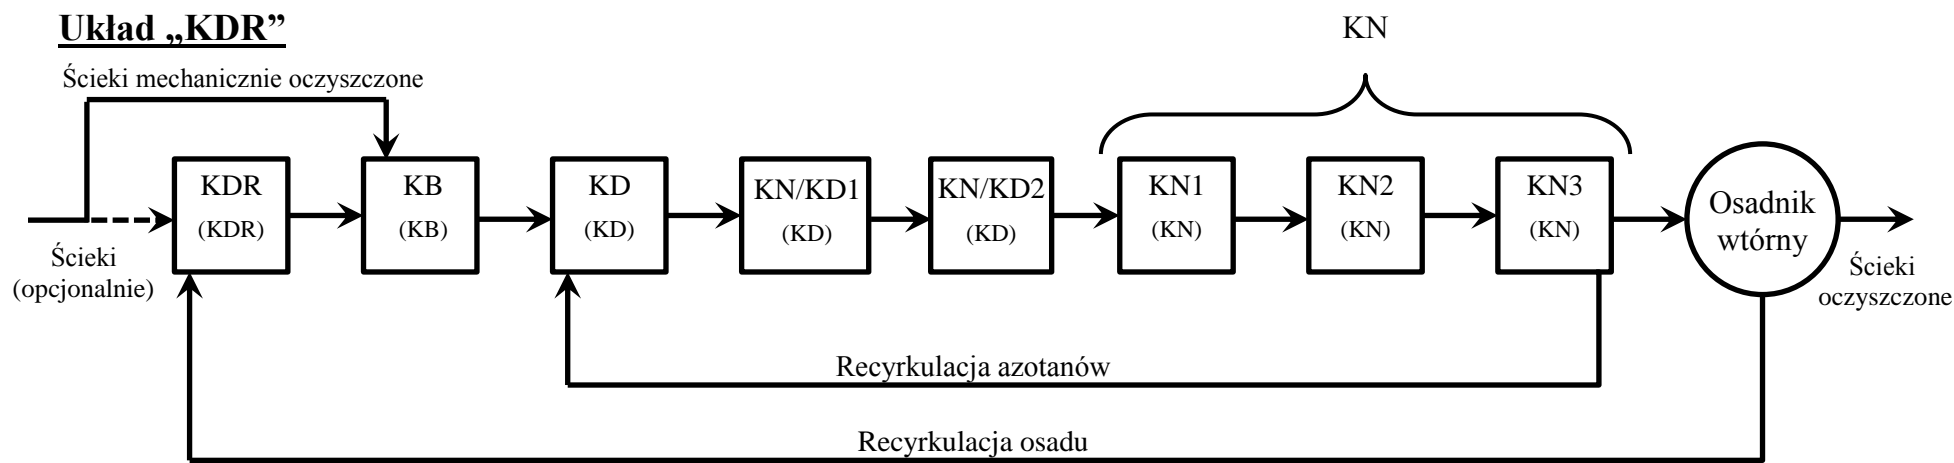 Układ „KDR”
KN
Ścieki mechanicznie oczyszczone
KDR
(KDR)
KB
(KB)
KD
(KD)
KN/KD1
(KD)
KN/KD2
(KD)
KN1
(KN)
KN2
(KN)
KN3
(KN)
Osadnik
wtórny
Ścieki
(opcjonalnie)
Ścieki
oczyszczone
Recyrkulacja azotanów
Recyrkulacja osadu